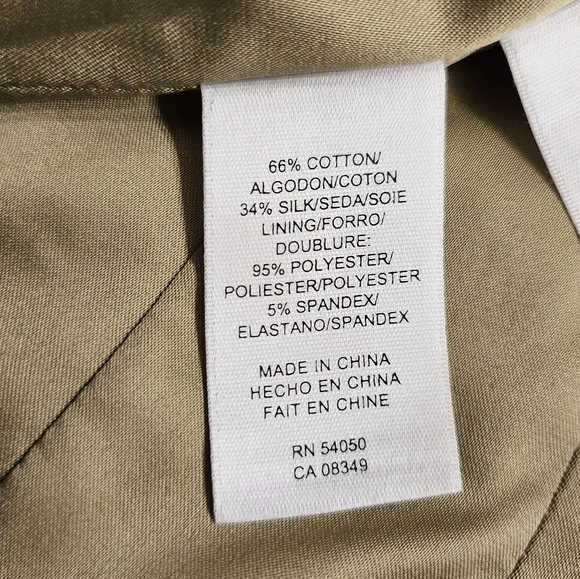 66% COTTON/
ALGODON/COTON
34% SILK/SEDA/SOIE
LINING/FORRO/
DOUBLURE:
95% POLYESTER/
POLIESTER/POLYESTER
5% SPANDEX/
ELASTANO/SPANDEX
MADE IN CHINA
HECHO EN CHINA
FAIT EN CHINE
RN 54050
CA 08349